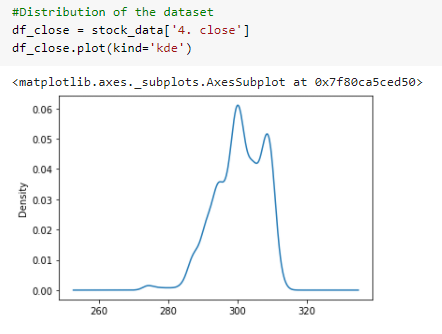 #Distribution of the dataset
df_close = stock_data['4. close']
df_close.plot(kind='kde')
<matplotlib.axes._subplots.AxesSubplot at 0x7f80ca5ced50>
0.06
0.05
0.04
0.03
0.02
0.01
0.00
Density
260 280 300 320